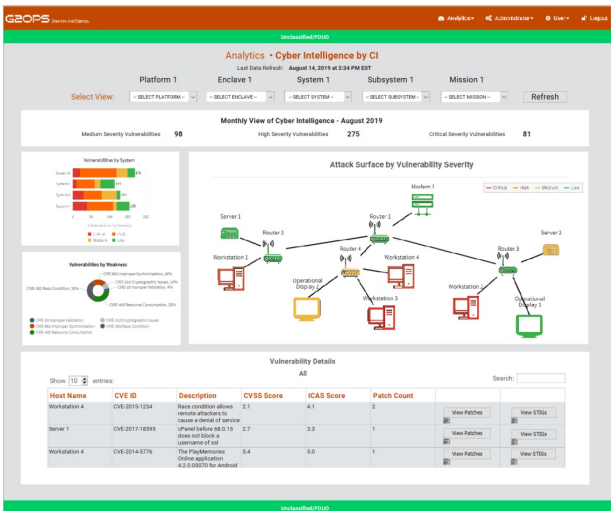 G2OPS
Analytics
Administrator
User
Logout
Unclassified//FOUO
Analytics • Cyber Intelligence by CI
Last Data Refresh: August 14, 2019 at 2:34 PM EST
Platform 1 Enclave 1 System 1 Subsystem 1 Mission 1
Select View: -- SELECT PLATFORM -- -- SELECT ENCLAVE -- -- SELECT SYSTEM -- -- SELECT SUBSYSTEM -- -- SELECT MISSION -- Refresh
Monthly View of Cyber Intelligence - August 2019
Medium Severity Vulnerabilities 98 High Severity Vulnerabilities 275 Critical Severity Vulnerabilities 81
Vulnerabilities by System
Medium Low
Vulnerabilities by Weakness
Attack Surface by Vulnerability Severity
Critical High Medium Low
Modem 1
Server 1
Router 1
Server 2
Router 2
Router 4
Router 3
Workstation 1
Workstation 4
Operational
Display 2
Workstation 3
Workstation 2
Operational
Display 1
Vulnerability Details
All
Show 10 entries:
Search:
Host Name CVE ID Description CVSS Score ICAS Score Patch Count
Workstation 4 CVE-2015-1234 Race condition allows 2.1 4.1 2
remote attackers to
cause a denial of service
View Patches View STIGs
Server 1 CVE-2017-18395 cPanel before 68.0.15 2.7 3.3 1
does not block a
username of ssl
View Patches View STIGs
Workstation 4 CVE-2014-5776 The PlayMemories 5.4 5.0 1
Online application
4.2.0.05070 for Android
View Patches View STIGs
Unclassified//FOUO